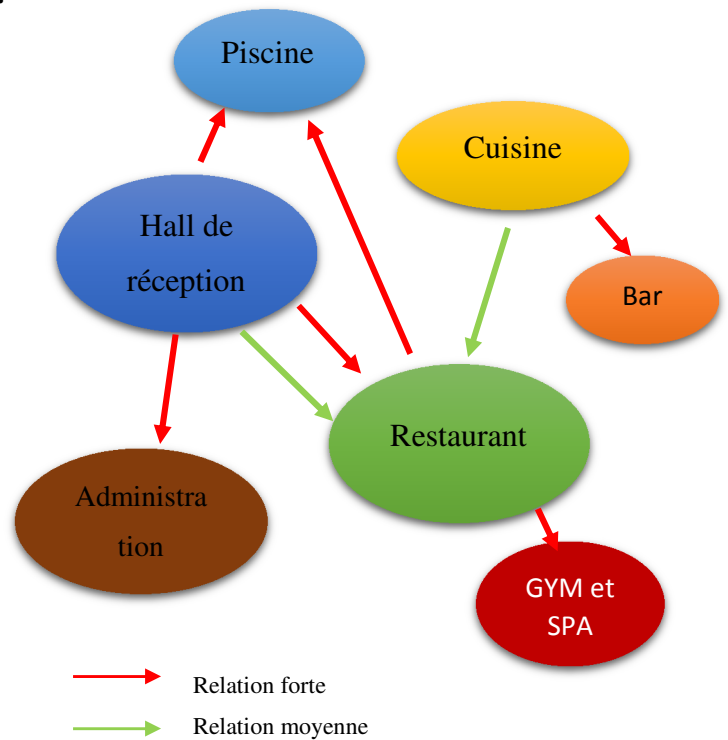 Piscine
Cuisine
Hall de
réception
Bar
Restaurant
Administra
tion
GYM et
SPA
Relation forte
Relation moyenne